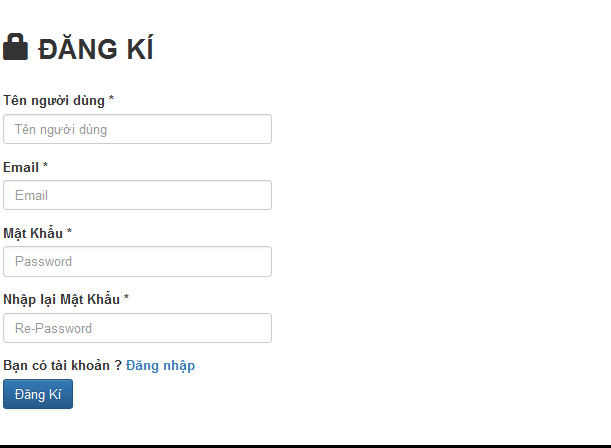 ĐĂNG KÍ
Tên người dùng *
Tên người dùng
Email *
Email
Mật Khẩu *
Password
Nhập lại Mật Khẩu *
Re-Password
Bạn có tài khoản ? Đăng nhập
Đăng Kí